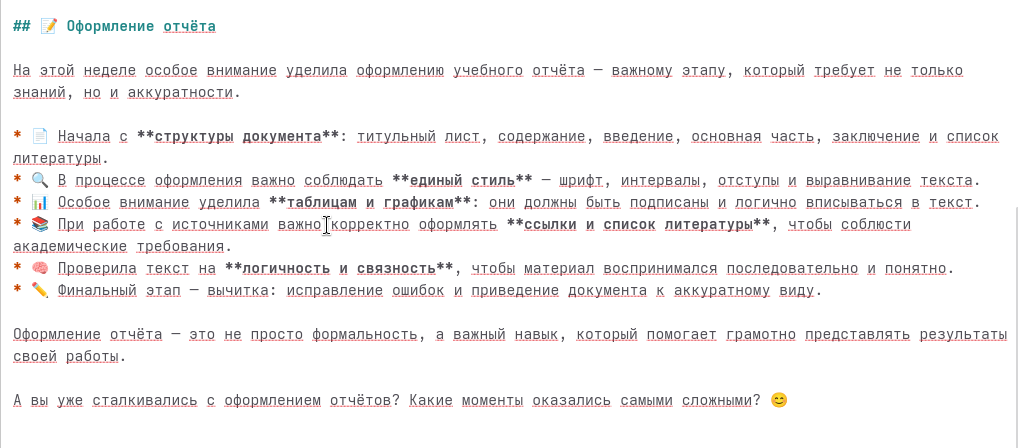 ## 📝 Оформление отчёта
На этой неделе особое внимание уделила оформлению учебного отчёта — важному этапу, который требует не только
знаний, но и аккуратности.
* 📄 Начала с **структуры документа**: титульный лист, содержание, введение, основная часть, заключение и список
литературы.
* 🔍 В процессе оформления важно соблюдать **единый стиль** — шрифт, интервалы, отступы и выравнивание текста.
* 📊 Особое внимание уделила **таблицам и графикам**: они должны быть подписаны и логично вписываться в текст.
* 📚 При работе с источниками важно корректно оформлять **ссылки и список литературы**, чтобы соблюсти
академические требования.
* 🧠 Проверила текст на **логичность и связность**, чтобы материал воспринимался последовательно и понятно.
* ✏️ Финальный этап — вычитка: исправление ошибок и приведение документа к аккуратному виду.
Оформление отчёта — это не просто формальность, а важный навык, который помогает грамотно представлять результаты
своей работы.
А вы уже сталкивались с оформлением отчётов? Какие моменты оказались самыми сложными? 😊